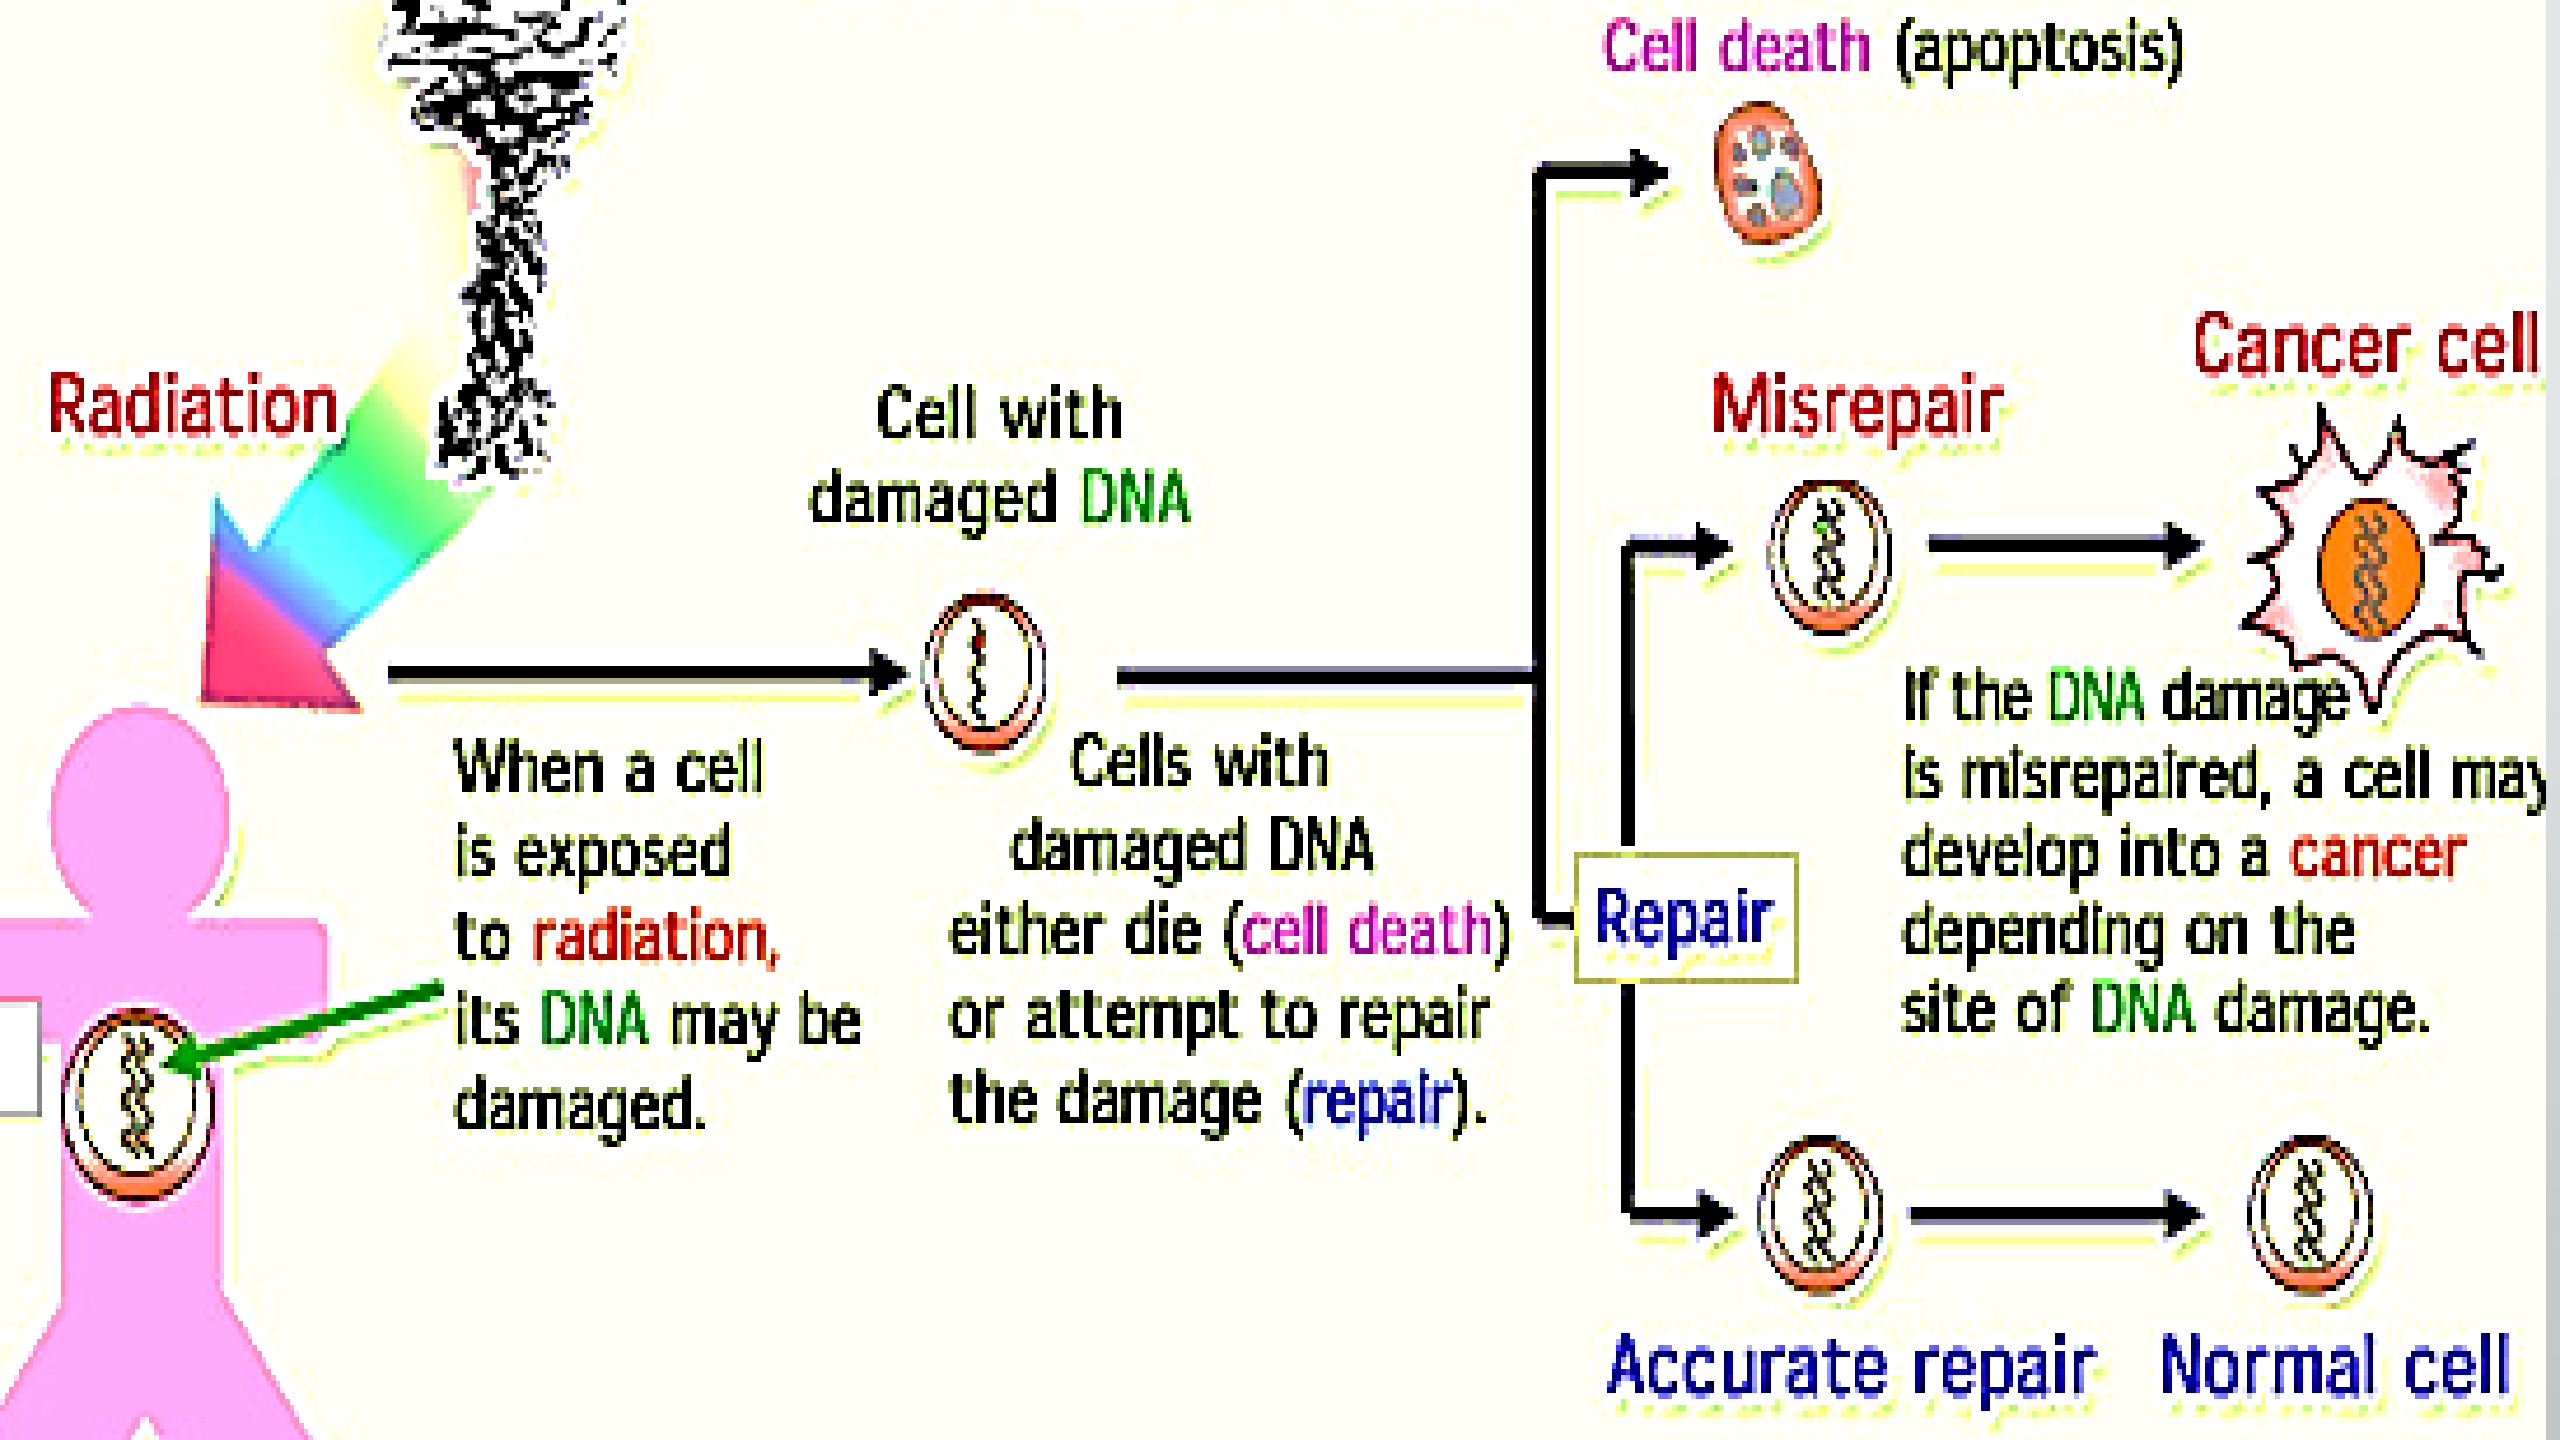 Cell death (apoptosis)
Radiation
Cell with
damaged DNA
Misrepair
Cancer cell
When a cell
is exposed
to radiation,
its DNA may be
damaged.
Cells with
damaged DNA
either die (cell death)
or attempt to repair
the damage (repair).
Repair
If the DNA damage
is misrepaired, a cell may
develop into a cancer
depending on the
site of DNA damage.
Accurate repair
Normal cell